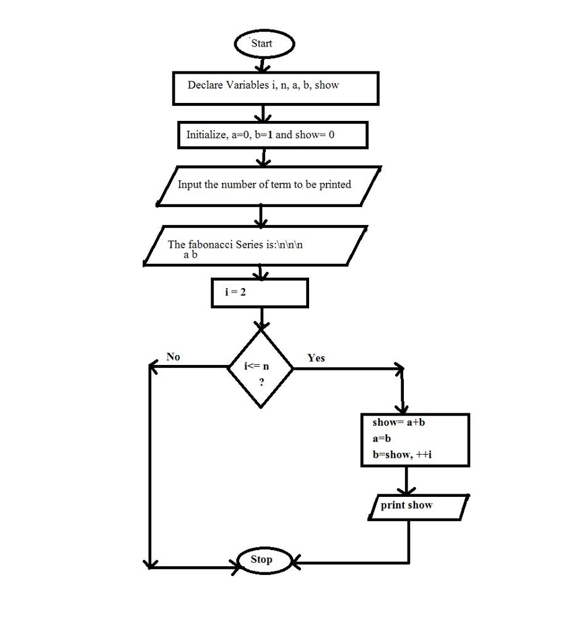 Start
Declare Variables i, n, a, b, show
Initialize, a=0, b=1 and show= 0
Input the number of term to be printed
The fabonacci Series is:\n\n\n
a b
i = 2
No
Yes
i<= n
?
show= a+b
a=b
b=show, ++i
print show
Stop